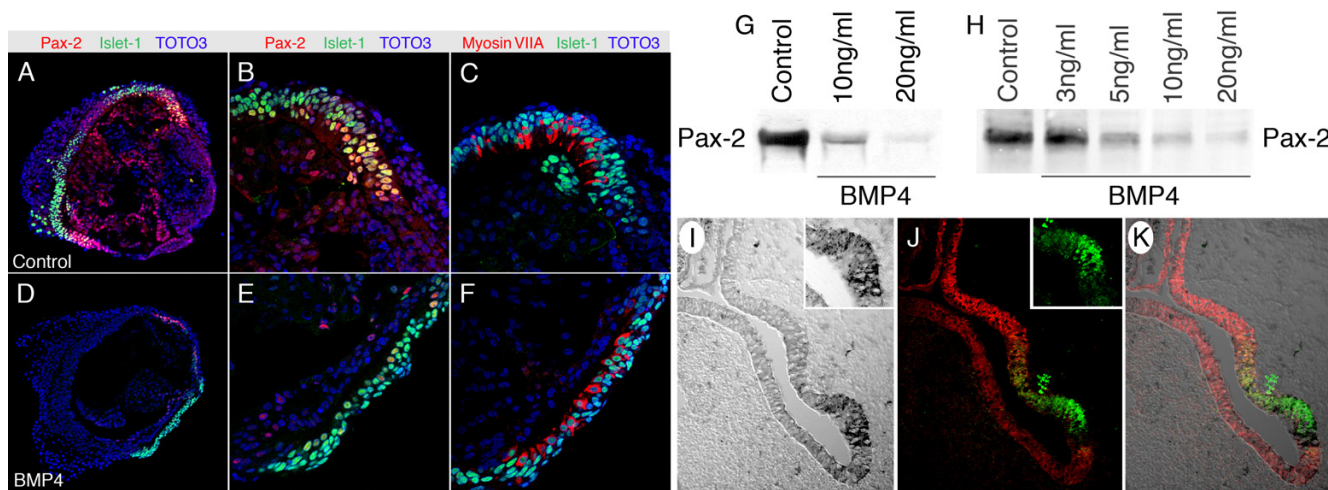 Pax-2 Islet-1 TOTO3 Pax-2 Islet-1 TOTO3 Myosin VIIA Islet-1 TOTO3
A B C
Control
D E F
BMP4
G
Control 10ng/ml 20ng/ml
Pax-2
BMP4
H
Control 3ng/ml 5ng/ml 10ng/ml 20ng/ml
Pax-2
BMP4
I J K